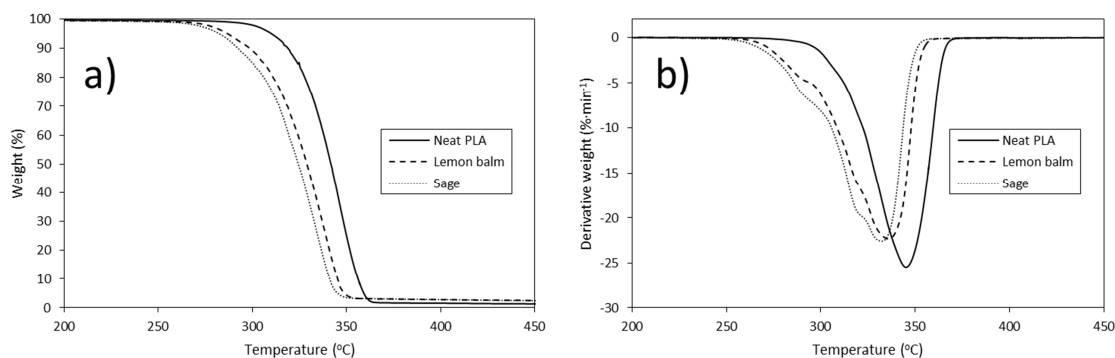 a)
Weight (%)
100
90
80
70
60
50
40
30
20
10
0
200
250
300
350
400
450
Temperature (ºC)
Neat PLA
Lemon balm
Sage
b)
Derivative weight (%·min⁻¹)
0
-5
-10
-15
-20
-25
-30
200
250
300
350
400
450
Temperature (ºC)
Neat PLA
Lemon balm
Sage